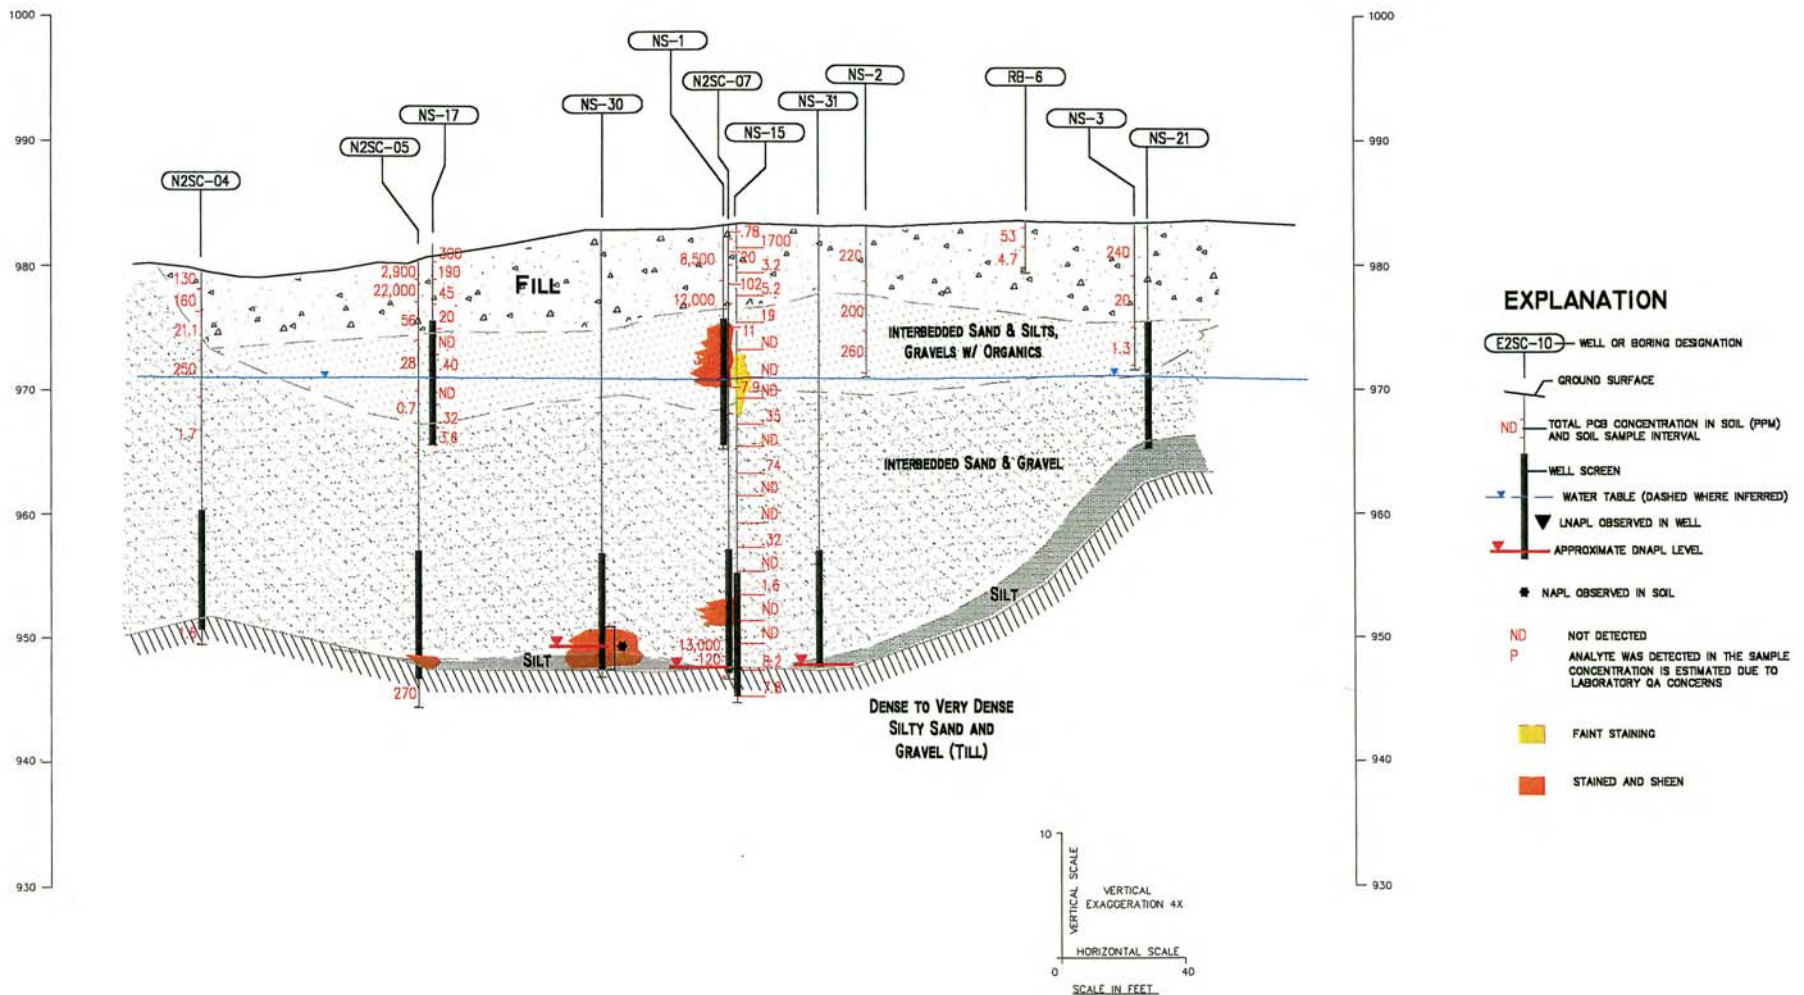 1000
1000
NS-1
N2SC-07
NS-2
RB-6
NS-30
NS-31
NS-17
NS-3
NS-15
NS-21
N2SC-05
N2SC-04
990
990
980
980
970
970
960
960
950
950
940
940
930
930
130
160
21.1
250
1.7
1.8
2,900
22,000
56
28
0.7
270
300
190
45
20
ND
.40
ND
.32
3.6
8,500
12,000
13,000
120
.78
1700
20
3.2
102
5.2
19
11
ND
ND
7.9
ND
.35
ND
.74
ND
ND
.32
ND
1.6
ND
ND
8.2
7.8
220
200
260
53
4.7
240
20
1.3
FILL
INTERBEDDED SAND & SILTS,
GRAVELS W/ ORGANICS
INTERBEDDED SAND & GRAVEL
SILT
SILT
DENSE TO VERY DENSE
SILTY SAND AND
GRAVEL (TILL)
EXPLANATION
E2SC-10 WELL OR BORING DESIGNATION
GROUND SURFACE
ND TOTAL PCB CONCENTRATION IN SOIL (PPM)
AND SOIL SAMPLE INTERVAL
WELL SCREEN
WATER TABLE (DASHED WHERE INFERRED)
LNAPL OBSERVED IN WELL
APPROXIMATE DNAPL LEVEL
NAPL OBSERVED IN SOIL
ND NOT DETECTED
P ANALYTE WAS DETECTED IN THE SAMPLE
CONCENTRATION IS ESTIMATED DUE TO
LABORATORY QA CONCERNS
FAINT STAINING
STAINED AND SHEEN
10
VERTICAL SCALE
VERTICAL
EXAGGERATION 4X
HORIZONTAL SCALE
0 40
SCALE IN FEET